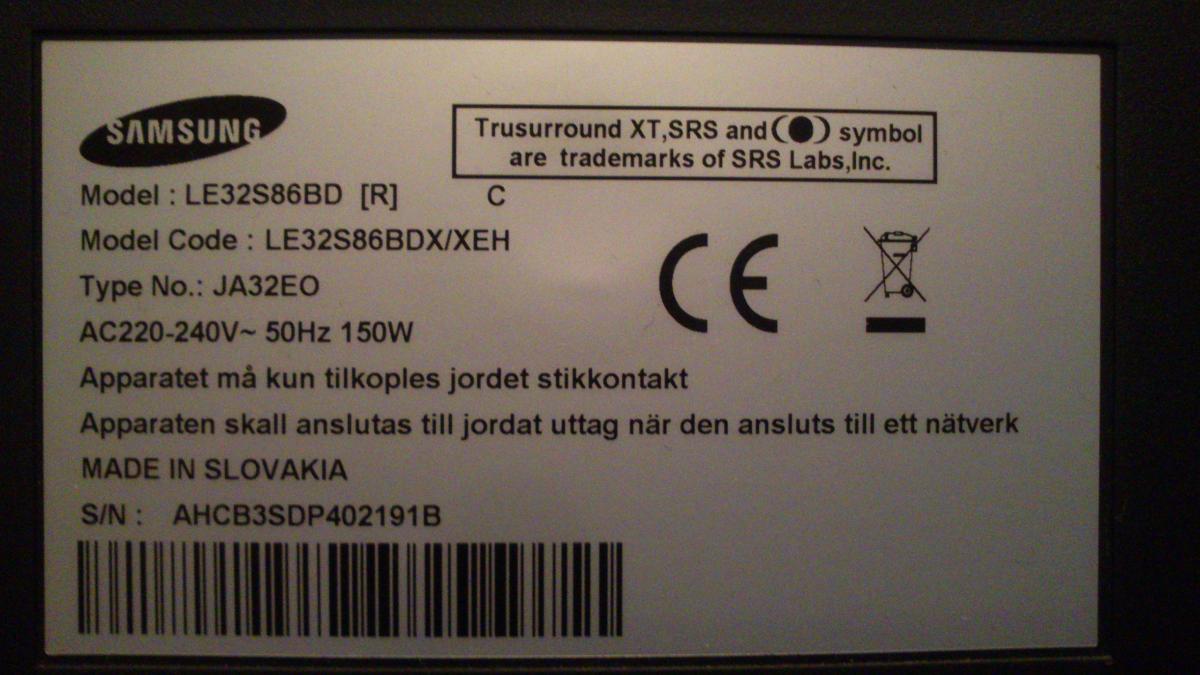 SAMSUNG
Trusurround XT,SRS and symbol
are trademarks of SRS Labs,Inc.
Model : LE32S86BD [R] C
Model Code : LE32S86BDX/XEH
Type No.: JA32EO
AC220-240V~ 50Hz 150W
Apparatet må kun tilkoples jordet stikkontakt
Apparaten skall anslutas till jordat uttag när den ansluts till ett nätverk
MADE IN SLOVAKIA
S/N : AHCB3SDP402191B
CE